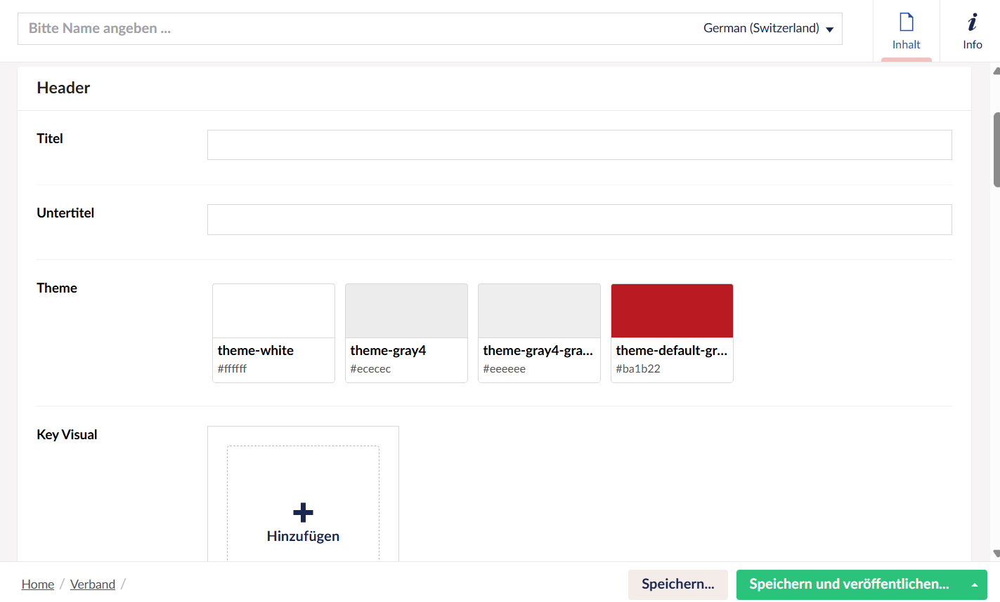 Bitte Name angeben ...
German (Switzerland)
Inhalt
Info
Header
Titel
Untertitel
Theme
theme-white
#ffffff
theme-gray4
#ececec
theme-gray4-gra...
#eeeeee
theme-default-gr...
#ba1b22
Key Visual
Hinzufügen
Home / Verband /
Speichern...
Speichern und veröffentlichen...